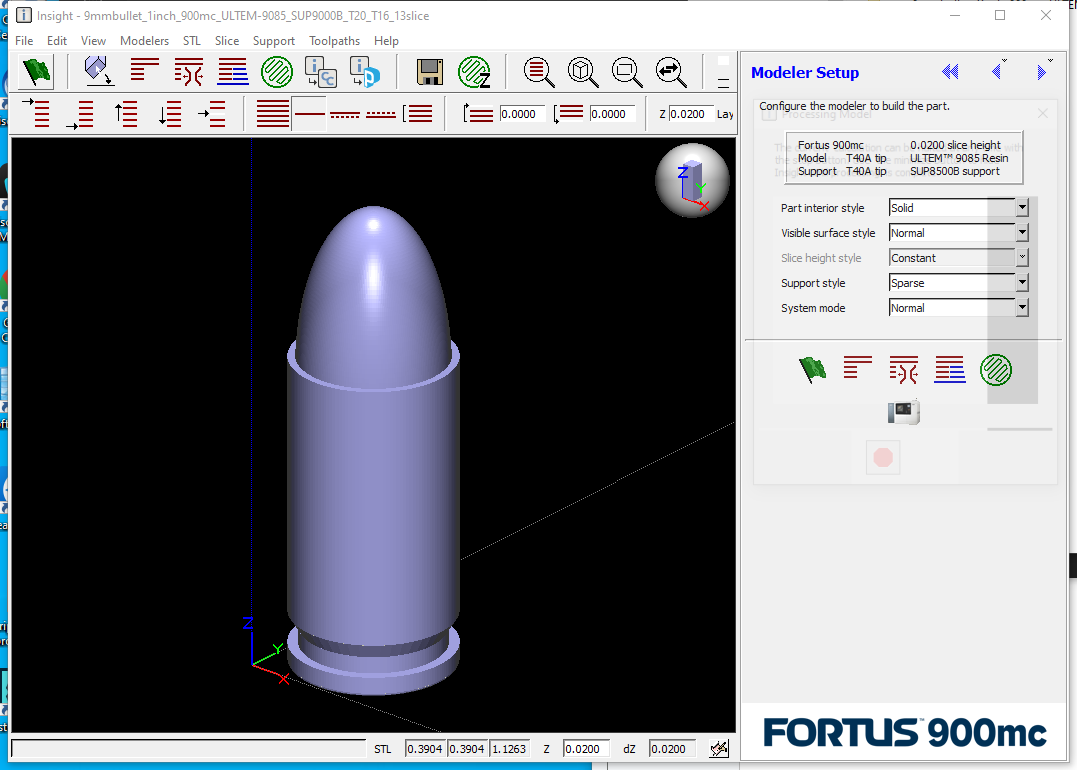 Insight - 9mmbullet_1inch_900mc_ULTEM-9085_SUP9000B_T20_T16_13slice
File Edit View Modelers STL Slice Support Toolpaths Help
0.0000 0.0000 Z 0.0200 Lay
Modeler Setup
Configure the modeler to build the part.
Processing Model
Fortus 900mc 0.0200 slice height
Model T40A tip ULTEM™ 9085 Resin
Support T40A tip SUP8500B support
Part interior style Solid
Visible surface style Normal
Slice height style Constant
Support style Sparse
System mode Normal
Z
Y
X
Z
Y
X
FORTUS 900mc
STL 0.3904 0.3904 1.1263 Z 0.0200 dZ 0.0200